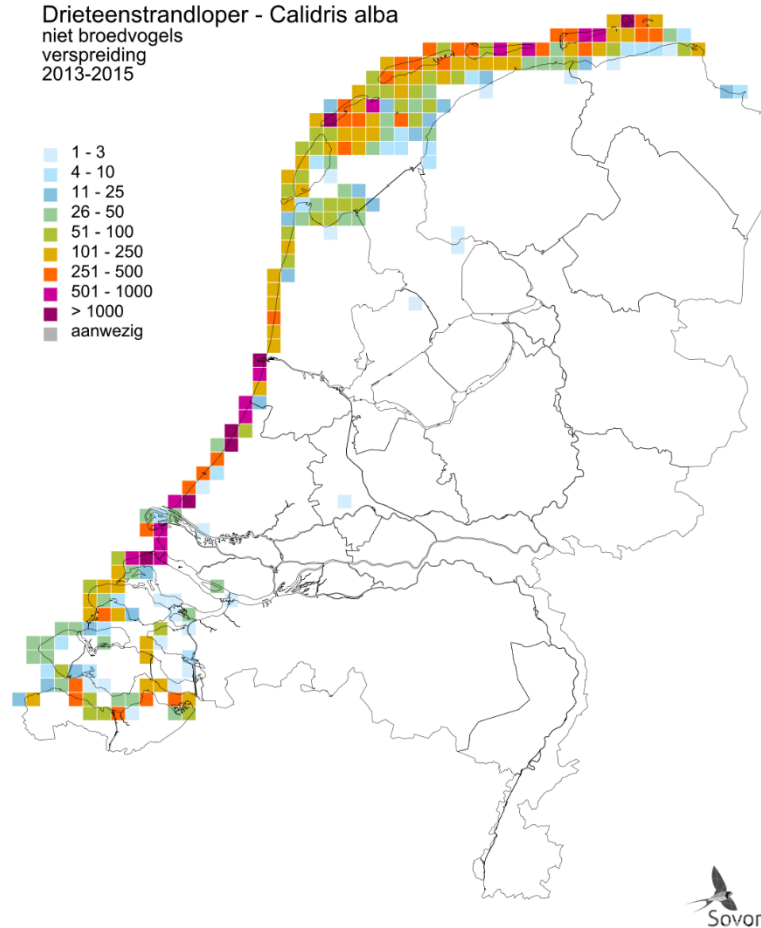 Drieteenstrandloper - Calidris alba
niet broedvogels
verspreiding
2013-2015
1 - 3
4 - 10
11 - 25
26 - 50
51 - 100
101 - 250
251 - 500
501 - 1000
> 1000
aanwezig
Sovon